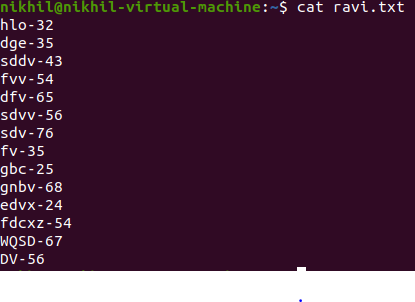 nikhil@nikhil-virtual-machine:~$ cat ravi.txt
hlo-32
dge-35
sddv-43
fvv-54
dfv-65
sdvv-56
sdv-76
fv-35
gbc-25
gnbv-68
edvx-24
fdcxz-54
WQSD-67
DV-56